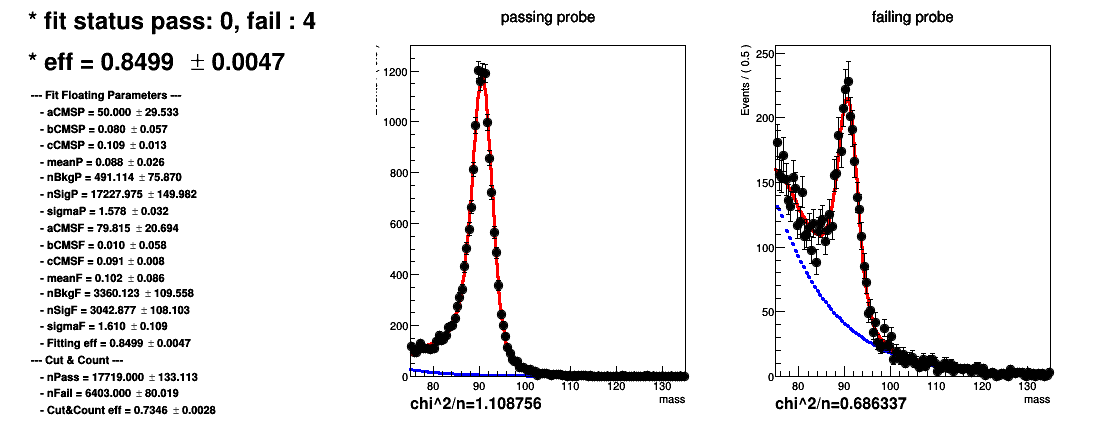 * fit status pass: 0, fail : 4
* eff = 0.8499 ± 0.0047
--- Fit Floating Parameters ---
- aCMSP = 50.000 ± 29.533
- bCMSP = 0.080 ± 0.057
- cCMSP = 0.109 ± 0.013
- meanP = 0.088 ± 0.026
- nBkgP = 491.114 ± 75.870
- nSigP = 17227.975 ± 149.982
- sigmaP = 1.578 ± 0.032
- aCMSF = 79.815 ± 20.694
- bCMSF = 0.010 ± 0.058
- cCMSF = 0.091 ± 0.008
- meanF = 0.102 ± 0.086
- nBkgF = 3360.123 ± 109.558
- nSigF = 3042.877 ± 108.103
- sigmaF = 1.610 ± 0.109
- Fitting eff = 0.8499 ± 0.0047
--- Cut & Count ---
- nPass = 17719.000 ± 133.113
- nFail = 6403.000 ± 80.019
- Cut&Count eff = 0.7346 ± 0.0028
passing probe
1200
1000
800
600
400
200
0
80 90 100 110 120 130
mass
chi^2/n=1.108756
failing probe
Events / ( 0.5 )
250
200
150
100
50
0
80 90 100 110 120 130
mass
chi^2/n=0.686337